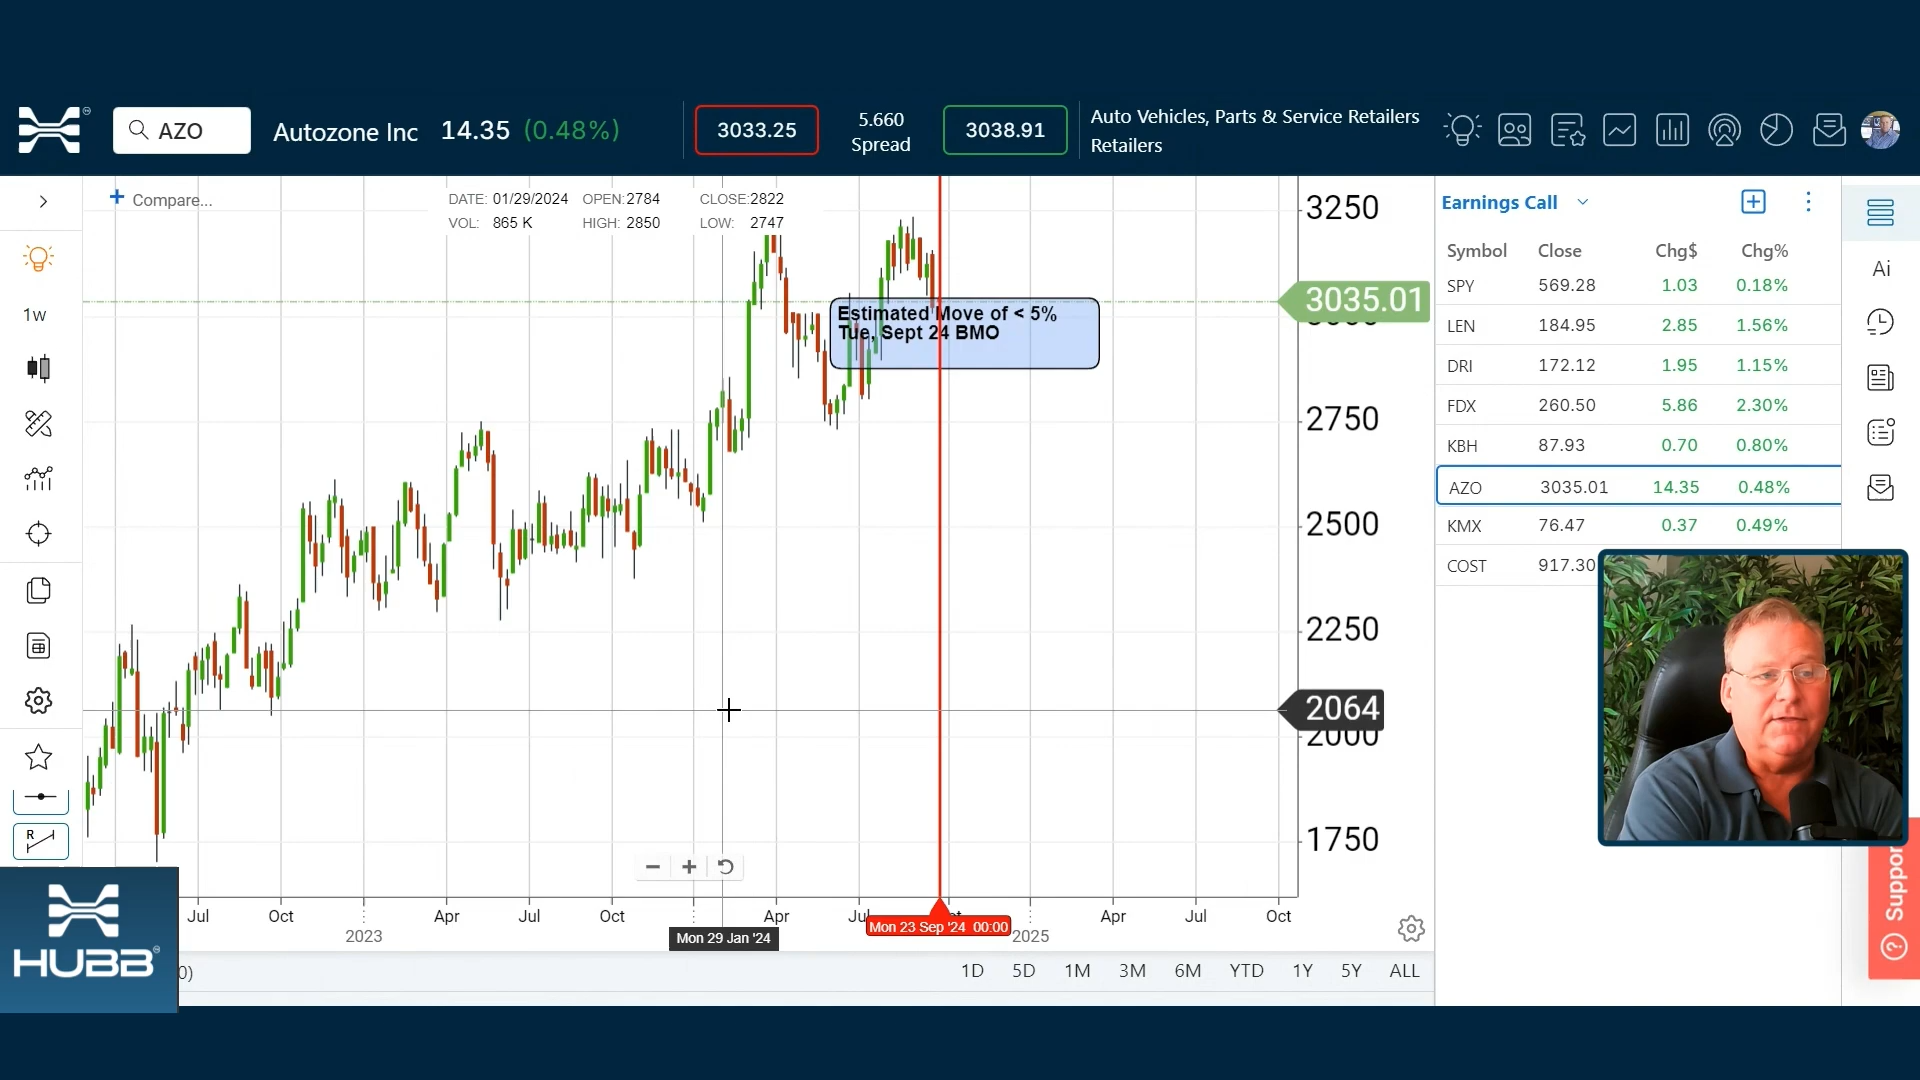 AZO
Autozone Inc 14.35 (0.48%)
3033.25
5.660
Spread
3038.91
Auto Vehicles, Parts & Service Retailers
Retailers
Compare...
DATE: 01/29/2024 OPEN:2784 CLOSE:2822
VOL: 865 K HIGH: 2850 LOW: 2747
1w
Estimated Move of < 5%
Tue, Sept 24 BMO
3250
3035.01
2750
2500
2250
2064
2000
1750
Jul Oct Apr Jul Oct Apr Oct
2023 2025
Apr Jul
Mon 29 Jan '24
Mon 23 Sep '24 00:00
1D 5D 1M 3M 6M YTD 1Y 5Y ALL
Earnings Call
Symbol Close Chg$ Chg%
SPY 569.28 1.03 0.18%
LEN 184.95 2.85 1.56%
DRI 172.12 1.95 1.15%
FDX 260.50 5.86 2.30%
KBH 87.93 0.70 0.80%
AZO 3035.01 14.35 0.48%
KMX 76.47 0.37 0.49%
COST 917.30
Ai
R
HUBB